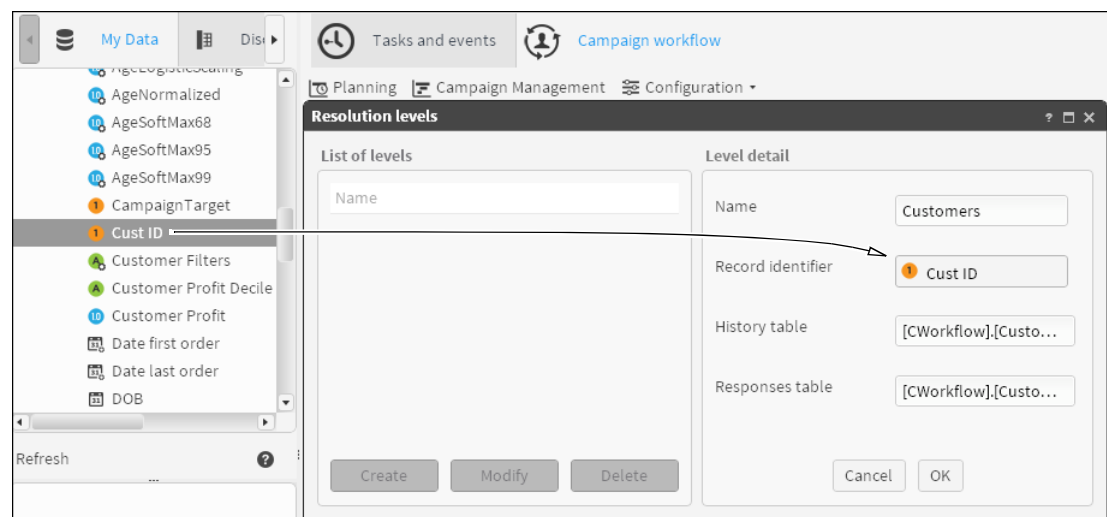 My Data
Dis
Tasks and events
Campaign workflow
AgeLogisticScaling
AgeNormalized
AgeSoftMax68
AgeSoftMax95
AgeSoftMax99
CampaignTarget
Cust ID
Customer Filters
Customer Profit Decile
Customer Profit
Date first order
Date last order
DOB
Refresh
Planning
Campaign Management
Configuration
Resolution levels
List of levels
Name
Create
Modify
Delete
Level detail
Name
Customers
Record identifier
Cust ID
History table
[CWorkflow].[Custo...
Responses table
[CWorkflow].[Custo...
Cancel
OK